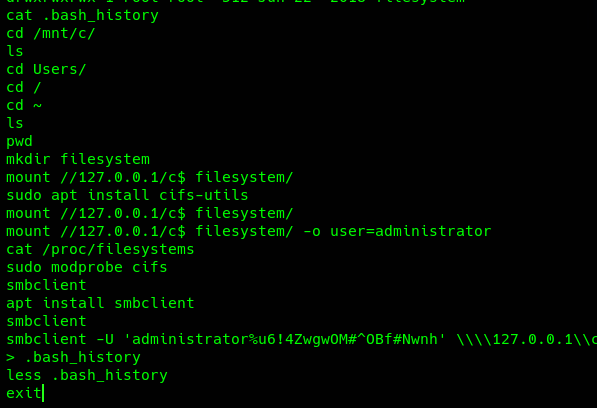 cat .bash_history
cd /mnt/c/
ls
cd Users/
cd /
cd ~
ls
pwd
mkdir filesystem
mount //127.0.0.1/c$ filesystem/
sudo apt install cifs-utils
mount //127.0.0.1/c$ filesystem/
mount //127.0.0.1/c$ filesystem/ -o user=administrator
cat /proc/filesystems
sudo modprobe cifs
smbclient
apt install smbclient
smbclient
smbclient -U 'administrator%u6!4ZwgwOM#^OBf#Nwnh' \\\\127.0.0.1\\c
> .bash_history
less .bash_history
exit